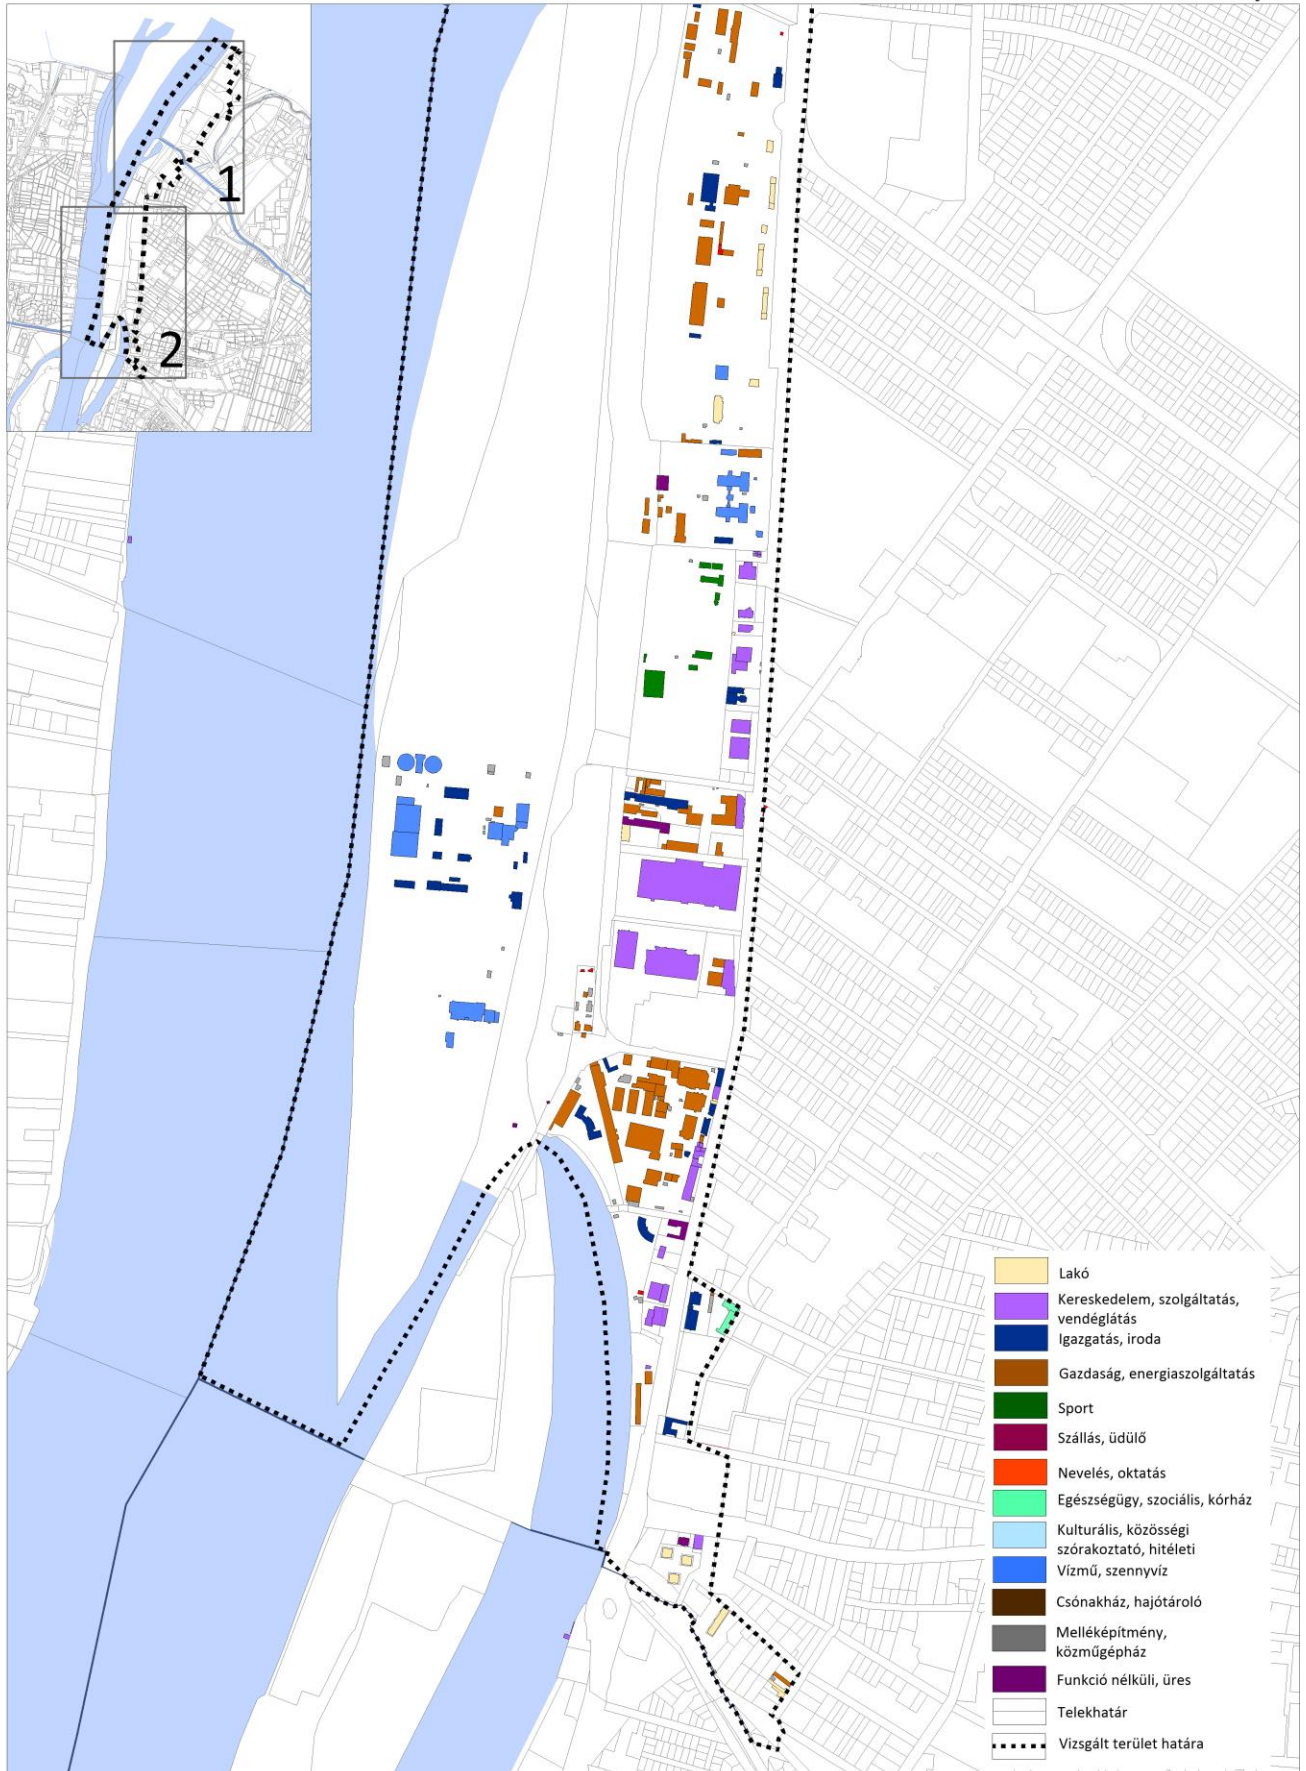 1
2
Lakó
Kereskedelem, szolgáltatás,
vendéglátás
Igazgatás, iroda
Gazdaság, energiaszolgáltatás
Sport
Szállás, üdülő
Nevelés, oktatás
Egészségügy, szociális, kórház
Kulturális, közösségi
szórakoztató, hitéleti
Vízmű, szennyvíz
Csónakház, hajótároló
Melléképítmény,
közműgépház
Funkció nélküli, üres
Telekhatár
Vizsgált terület határa